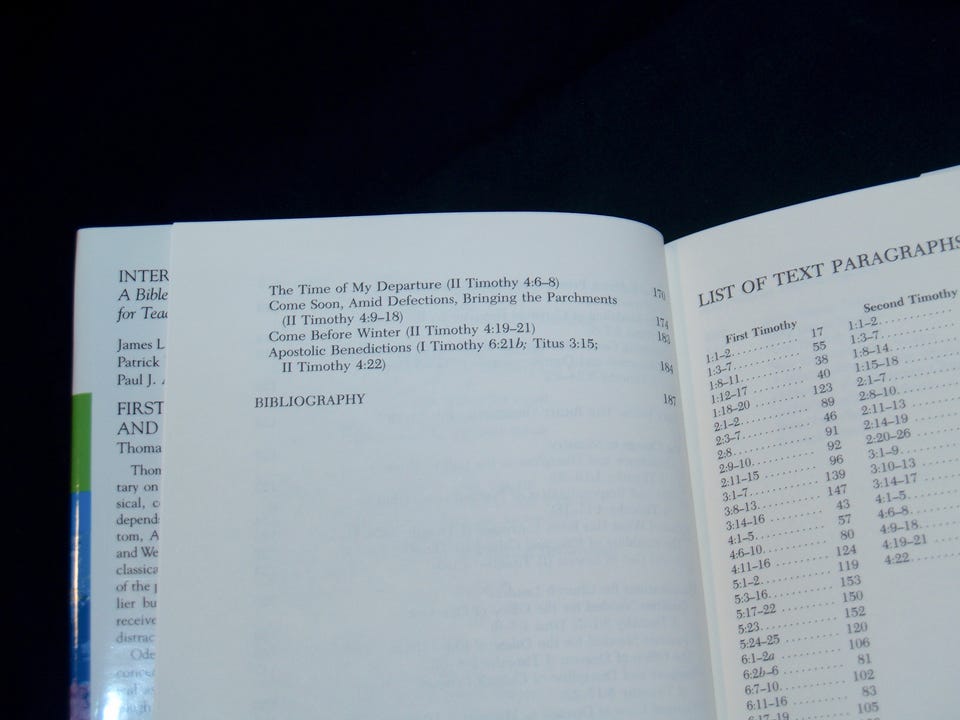 INTER
A Bible
for Teac
James L
Patrick
Paul J.
FIRST
AND
Thoma
Thom
tary on
sical, c
depend
tom, A
and We
classica
of the p
lier bu
receive
distrac
Ode
concep
The Time of My Departure (II Timothy 4:6–8) 170
Come Soon, Amid Defections, Bringing the Parchments
(II Timothy 4:9–18) 174
Come Before Winter (II Timothy 4:19–21) 183
Apostolic Benedictions (I Timothy 6:21b; Titus 3:15;
II Timothy 4:22) 184
BIBLIOGRAPHY 187
LIST OF TEXT PARAGRAPHS
First Timothy
1:1–2 17
1:3–7 55
1:8–11 38
1:12–17 40
1:18–20 123
2:1–2 89
2:3–7 46
2:8 91
2:9–10 92
2:11–15 96
3:1–7 139
3:8–13 147
3:14–16 43
4:1–5 57
4:6–10 80
4:11–16 124
5:1–2 119
5:3–16 153
5:17–22 150
5:23 152
5:24–25 120
6:1–2a 106
6:2b–6 81
6:7–10 102
6:11–16 83
6:17–19 105
Second Timothy
1:1–2
1:3–7
1:8–14
1:15–18
2:1–7
2:8–10
2:11–13
2:14–19
2:20–26
3:1–9
3:10–13
3:14–17
4:1–5
4:6–8
4:9–18
4:19–21
4:22